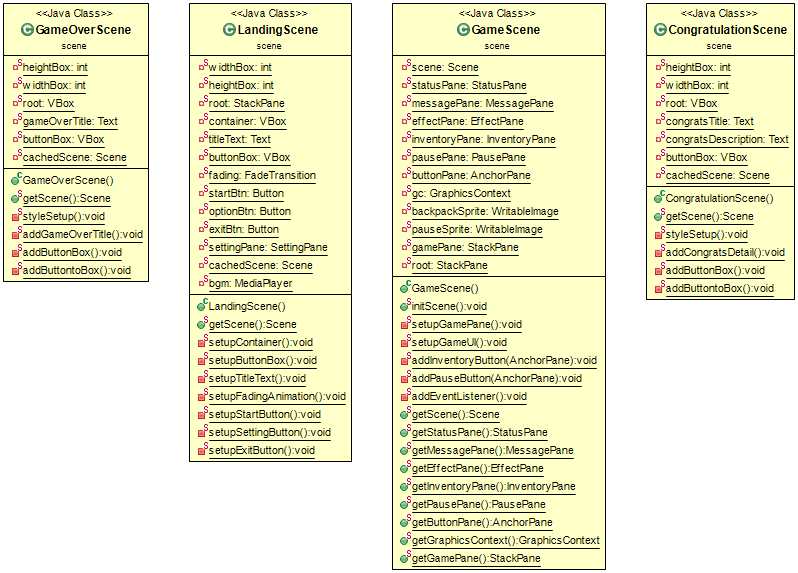 <<Java Class>>
GameOverScene
scene
heightBox: int
widthBox: int
root: VBox
gameOverTitle: Text
buttonBox: VBox
cachedScene: Scene
GameOverScene()
getScene():Scene
styleSetup():void
addGameOverTitle():void
addButtonBox():void
addButtontoBox():void
<<Java Class>>
LandingScene
scene
widthBox: int
heightBox: int
root: StackPane
container: VBox
titleText: Text
buttonBox: VBox
fading: FadeTransition
startBtn: Button
optionBtn: Button
exitBtn: Button
settingPane: SettingPane
cachedScene: Scene
bgm: MediaPlayer
LandingScene()
getScene():Scene
setupContainer():void
setupButtonBox():void
setupTitleText():void
setupFadingAnimation():void
setupStartButton():void
setupSettingButton():void
setupExitButton():void
<<Java Class>>
GameScene
scene
scene: Scene
statusPane: StatusPane
messagePane: MessagePane
effectPane: EffectPane
inventoryPane: InventoryPane
pausePane: PausePane
buttonPane: AnchorPane
gc: GraphicsContext
backpackSprite: WritableImage
pauseSprite: WritableImage
gamePane: StackPane
root: StackPane
GameScene()
initScene():void
setupGamePane():void
setupGameUI():void
addInventoryButton(AnchorPane):void
addPauseButton(AnchorPane):void
addEventListener():void
getScene():Scene
getStatusPane():StatusPane
getMessagePane():MessagePane
getEffectPane():EffectPane
getInventoryPane():InventoryPane
getPausePane():PausePane
getButtonPane():AnchorPane
getGraphicsContext():GraphicsContext
getGamePane():StackPane
<<Java Class>>
CongratulationScene
scene
heightBox: int
widthBox: int
root: VBox
congratsTitle: Text
congratsDescription: Text
buttonBox: VBox
cachedScene: Scene
CongratulationScene()
getScene():Scene
styleSetup():void
addCongratsDetail():void
addButtonBox():void
addButtontoBox():void